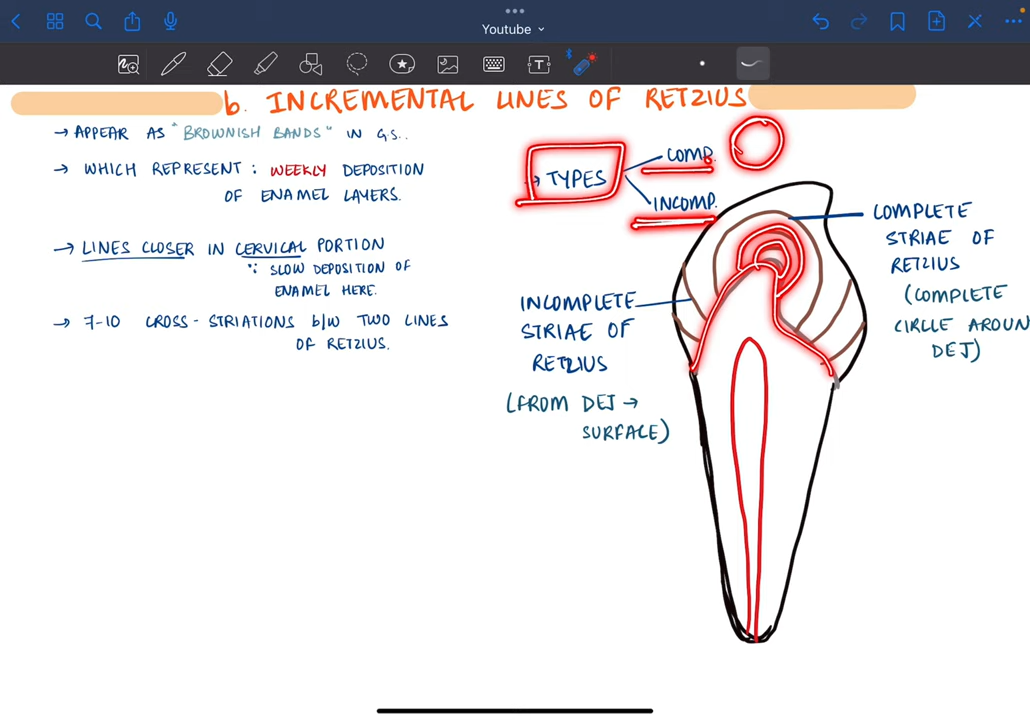 Youtube
b. INCREMENTAL LINES OF RETZIUS
→ APPEAR AS "BROWNISH BANDS" IN G.S..
→ WHICH REPRESENT : WEEKLY DEPOSITION
OF ENAMEL LAYERS.
→ LINES CLOSER IN CERVICAL PORTION
∵ SLOW DEPOSITION OF
ENAMEL HERE.
→ 7-10 CROSS-STRIATIONS b/w TWO LINES
OF RETZIUS.
→ TYPES
COMP.
INCOMP.
COMPLETE
STRIAE OF
RETZIUS
(COMPLETE
CIRCLE AROUN
DEJ)
INCOMPLETE
STRIAE OF
RETZIUS
(FROM DEJ →
SURFACE)